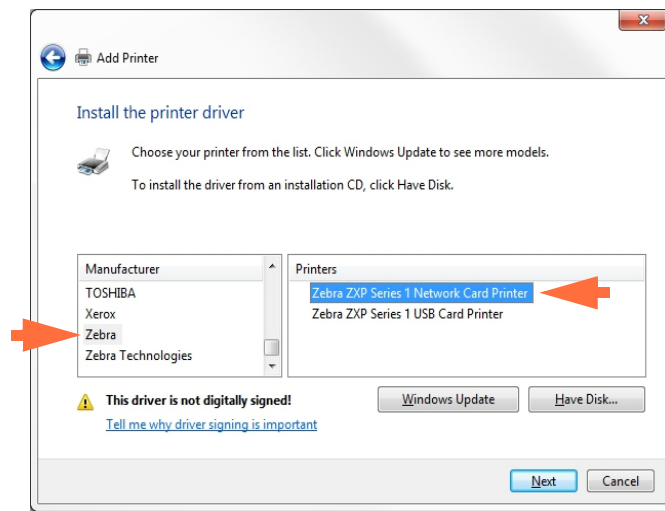 Add Printer
Install the printer driver
Choose your printer from the list. Click Windows Update to see more models.
To install the driver from an installation CD, click Have Disk.
Manufacturer
TOSHIBA
Xerox
Zebra
Zebra Technologies
Printers
Zebra ZXP Series 1 Network Card Printer
Zebra ZXP Series 1 USB Card Printer
This driver is not digitally signed!
Tell me why driver signing is important
Windows Update
Have Disk...
Next
Cancel